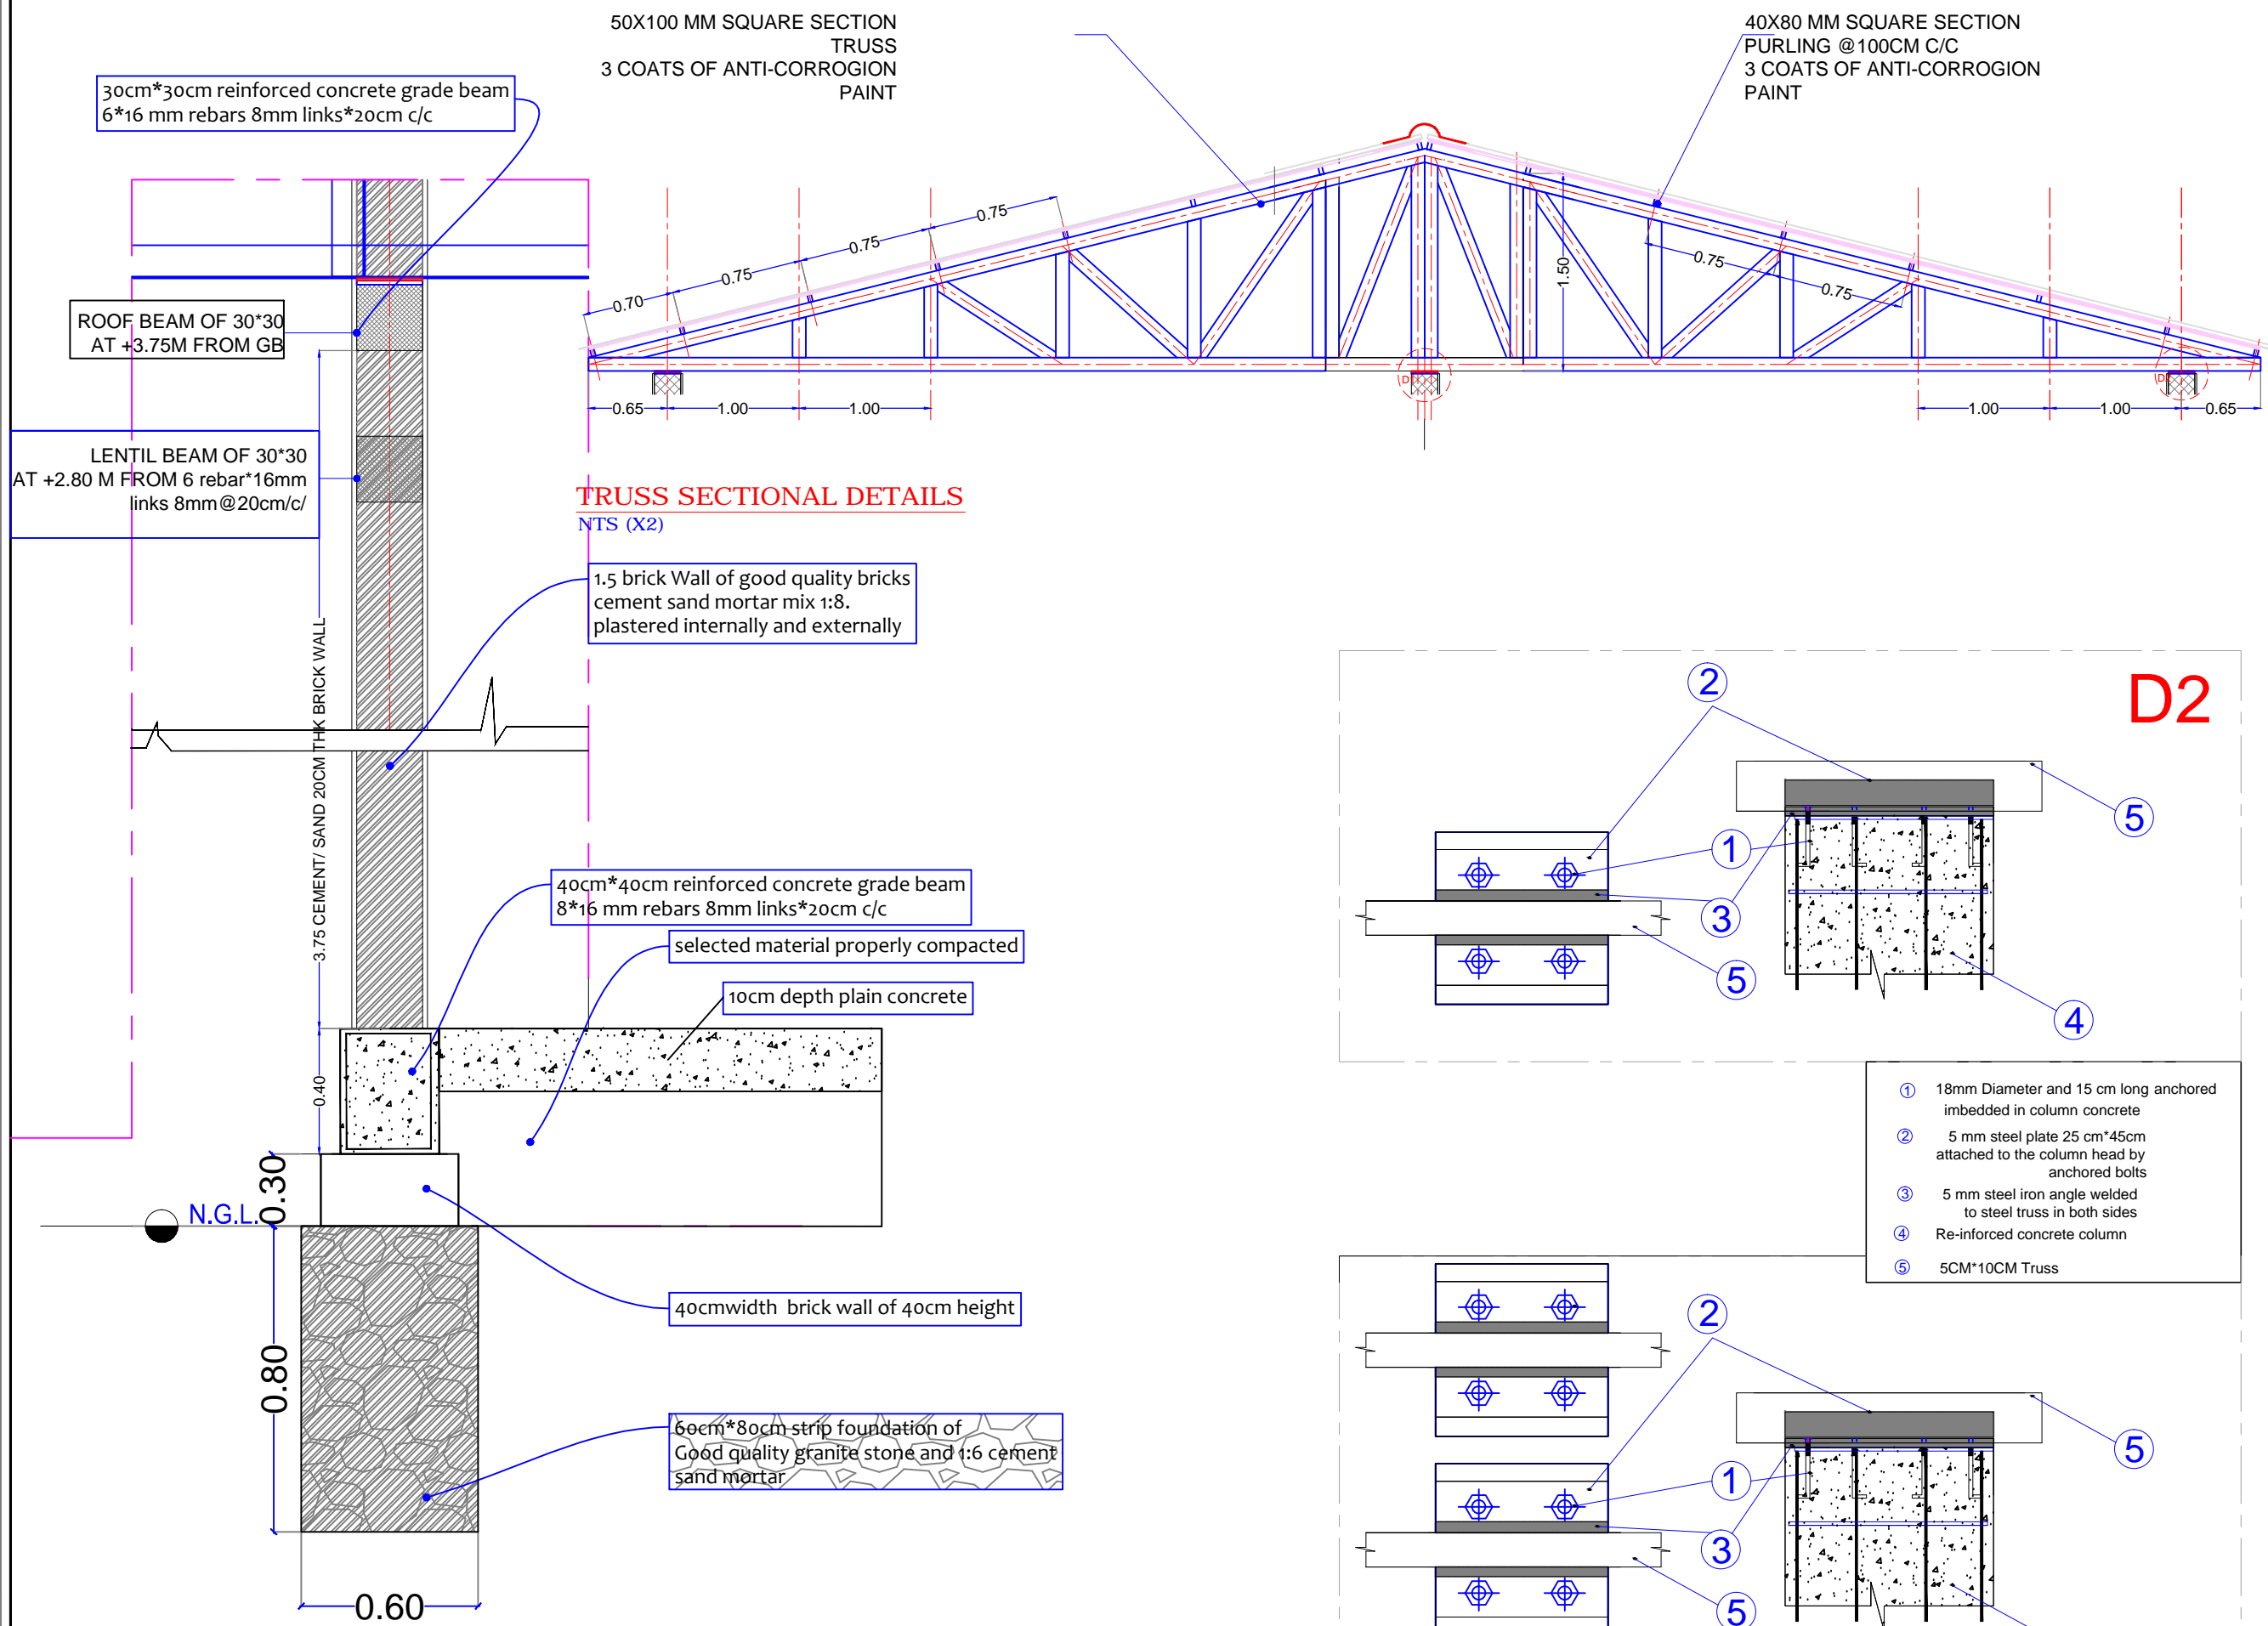 50X100 MM SQUARE SECTION
TRUSS
3 COATS OF ANTI-CORROGION
PAINT
40X80 MM SQUARE SECTION
PURLING @100CM C/C
3 COATS OF ANTI-CORROGION
PAINT
30cm*30cm reinforced concrete grade beam
6*16 mm rebars 8mm links*20cm c/c
ROOF BEAM OF 30*30
AT +3.75M FROM GB
LENTIL BEAM OF 30*30
AT +2.80 M FROM 6 rebar*16mm
links 8mm@20cm/c/
0.70
0.75
0.75
0.75
1.50
0.75
0.75
0.65
1.00
1.00
D1
D2
1.00
1.00
0.65
TRUSS SECTIONAL DETAILS
NTS (X2)
1.5 brick Wall of good quality bricks
cement sand mortar mix 1:8.
plastered internally and externally
3.75 CEMENT/ SAND 20CM THK BRICK WALL
40cm*40cm reinforced concrete grade beam
8*16 mm rebars 8mm links*20cm c/c
selected material properly compacted
10cm depth plain concrete
0.40
0.30
N.G.L.
0.80
0.60
40cmwidth brick wall of 40cm height
60cm*80cm strip foundation of
Good quality granite stone and 1:6 cement
sand mortar
D2
2
1
3
5
5
4
1 18mm Diameter and 15 cm long anchored
imbedded in column concrete
2 5 mm steel plate 25 cm*45cm
attached to the column head by
anchored bolts
3 5 mm steel iron angle welded
to steel truss in both sides
4 Re-inforced concrete column
5 5CM*10CM Truss
2
1
3
5
5